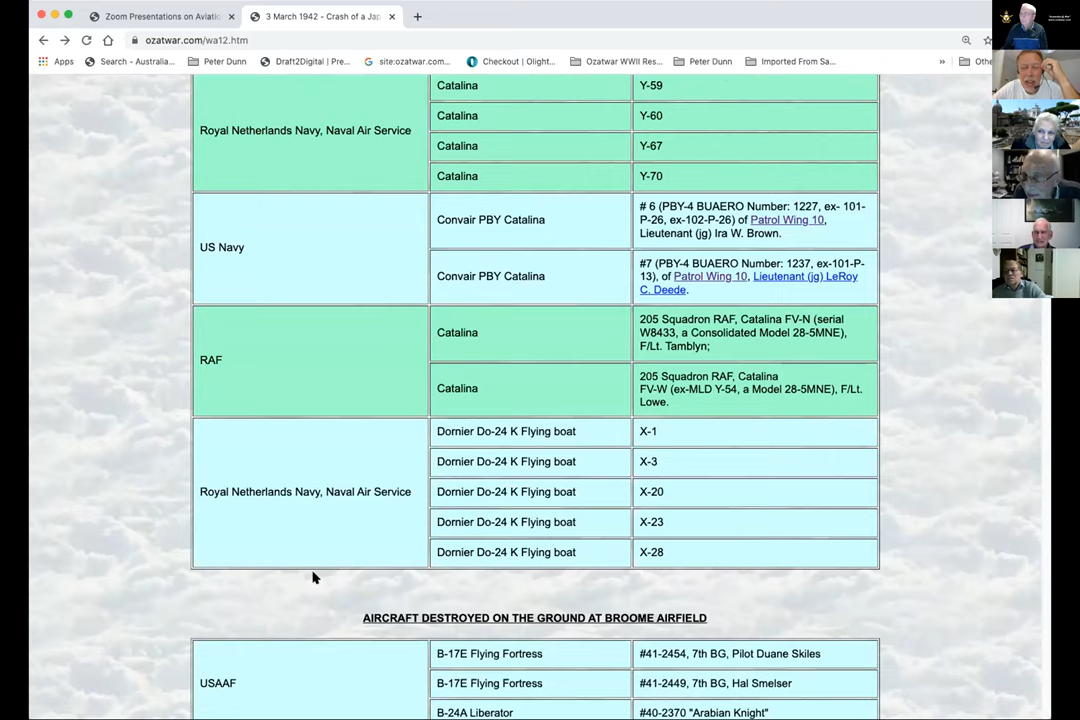 Zoom Presentations on Aviatio
3 March 1942 - Crash of a Jap
ozatwar.com/wa12.htm
Apps
Search - Australia...
Peter Dunn
Draft2Digital | Pre...
site:ozatwar.com...
Checkout | Olight...
Ozatwar WWII Res...
Peter Dunn
Imported From Sa...
»
Othe
Royal Netherlands Navy, Naval Air Service
Catalina
Y-59
Catalina
Y-60
Catalina
Y-67
Catalina
Y-70
US Navy
Convair PBY Catalina
# 6 (PBY-4 BUAERO Number: 1227, ex- 101-
P-26, ex-102-P-26) of Patrol Wing 10,
Lieutenant (jg) Ira W. Brown.
Convair PBY Catalina
#7 (PBY-4 BUAERO Number: 1237, ex-101-P-
13), of Patrol Wing 10, Lieutenant (jg) LeRoy
C. Deede.
RAF
Catalina
205 Squadron RAF, Catalina FV-N (serial
W8433, a Consolidated Model 28-5MNE),
F/Lt. Tamblyn;
Catalina
205 Squadron RAF, Catalina
FV-W (ex-MLD Y-54, a Model 28-5MNE), F/Lt.
Lowe.
Royal Netherlands Navy, Naval Air Service
Dornier Do-24 K Flying boat
X-1
Dornier Do-24 K Flying boat
X-3
Dornier Do-24 K Flying boat
X-20
Dornier Do-24 K Flying boat
X-23
Dornier Do-24 K Flying boat
X-28
AIRCRAFT DESTROYED ON THE GROUND AT BROOME AIRFIELD
USAAF
B-17E Flying Fortress
#41-2454, 7th BG, Pilot Duane Skiles
B-17E Flying Fortress
#41-2449, 7th BG, Hal Smelser
B-24A Liberator
#40-2370 "Arabian Knight"